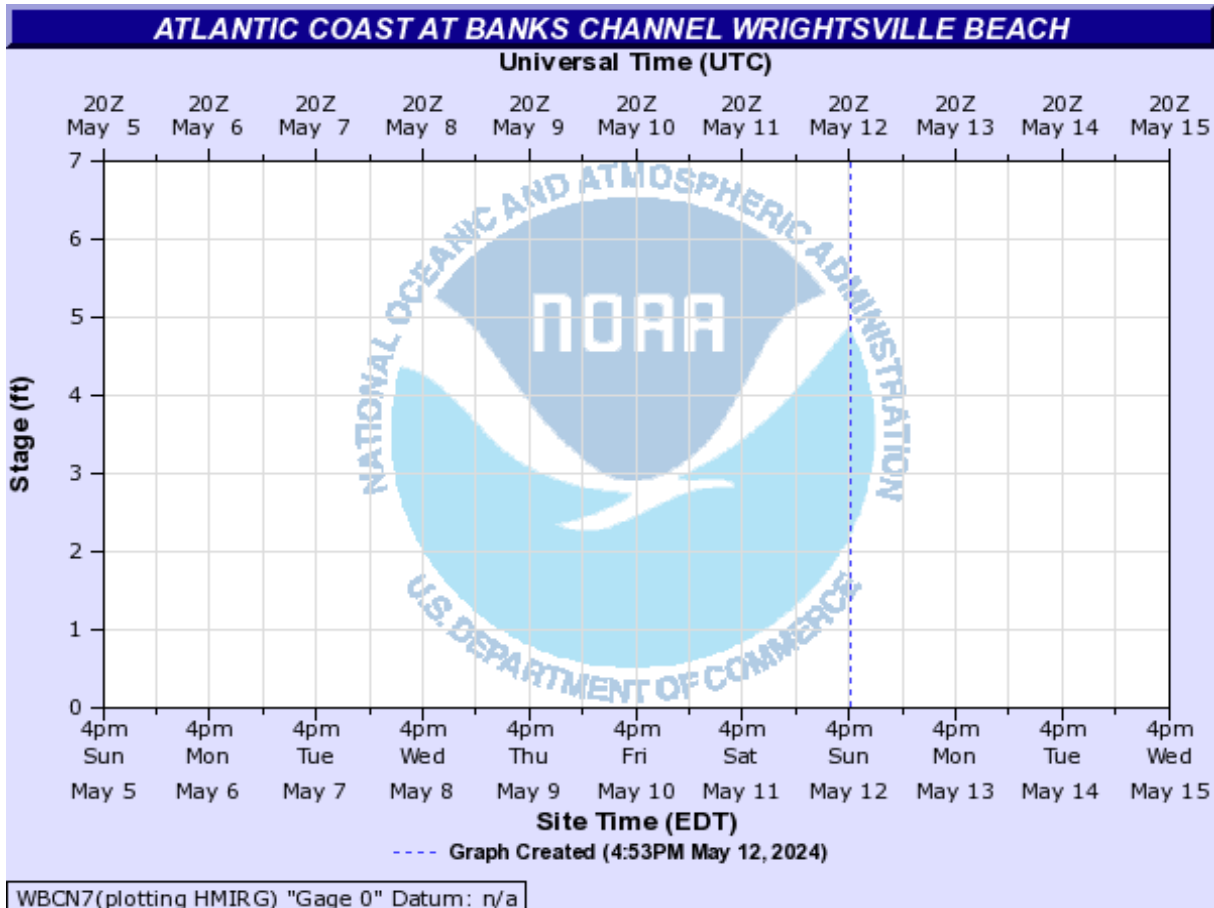 ATLANTIC COAST AT BANKS CHANNEL WRIGHTSVILLE BEACH
Universal Time (UTC)
20Z 20Z 20Z 20Z 20Z 20Z 20Z 20Z 20Z 20Z 20Z
May 5 May 6 May 7 May 8 May 9 May 10 May 11 May 12 May 13 May 14 May 15
7
6
5
4
3
2
1
0
Stage (ft)
NATIONAL OCEANIC AND ATMOSPHERIC ADMINISTRATION
NOAA
U.S. DEPARTMENT OF COMMERCE
4pm 4pm 4pm 4pm 4pm 4pm 4pm 4pm 4pm 4pm 4pm
Sun Mon Tue Wed Thu Fri Sat Sun Mon Tue Wed
May 5 May 6 May 7 May 8 May 9 May 10 May 11 May 12 May 13 May 14 May 15
Site Time (EDT)
Graph Created (4:53PM May 12, 2024)
WBCN7(plotting HMIRG) "Gage 0" Datum: n/a